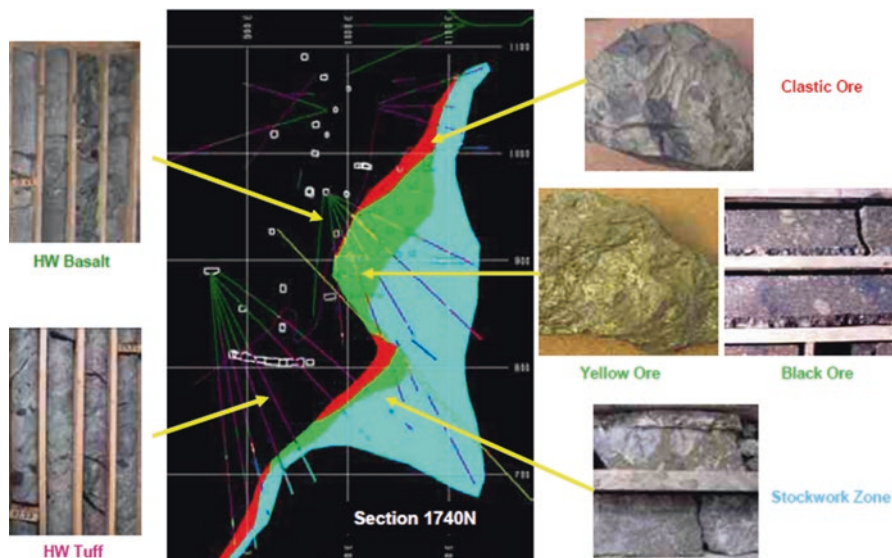 1100
1000
900
800
700
Clastic Ore
HW Basalt
Yellow Ore
Black Ore
HW Tuff
Section 1740N
Stockwork Zone